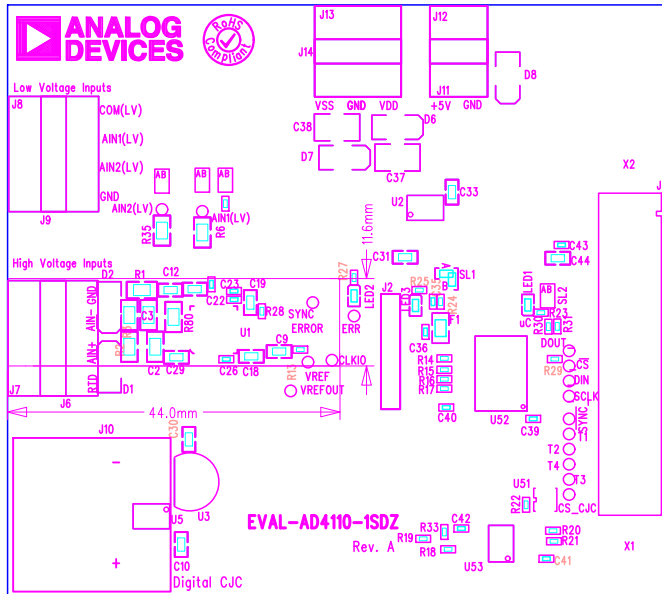 ANALOG
DEVICES
RoHS
Compliant
J13
J14
J12
J11
D8
VSS GND VDD +5V GND
Low Voltage Inputs
J8
COM(LV)
AIN1(LV)
AIN2(LV)
GND
J9
AB AB AB
AIN2(LV)
AIN1(LV)
R35
R6
C38
D6
D7
C37
U2
C33
X2
J
High Voltage Inputs
D2
R1
C12
C23
C19
C22
R28
C3
R80
U1
SYNC
ERROR
ERR
R27
LED2
11.6mm
C31
A
SL1
J2
R25
LED3
R24
F1
C36
R14
R15
R16
R17
C40
C43
C44
LED1
AB
SL2
uC
R23
R30
R31
DOUT
R29
CS
DIN
SCLK
SYNC
T1
T2
T4
T3
CS_CJC
GND
AIN-
AIN+
RTD
J7
J6
D1
C2
C29
C26
C18
C9
R13
CLKIO
VREF
VREFOUT
44.0mm
U52
C39
U51
R22
J10
-
+
C30
U3
U5
C10
Digital CJC
EVAL-AD4110-1SDZ
Rev. A
R19
R33
C42
R18
U53
R20
R21
C41
X1